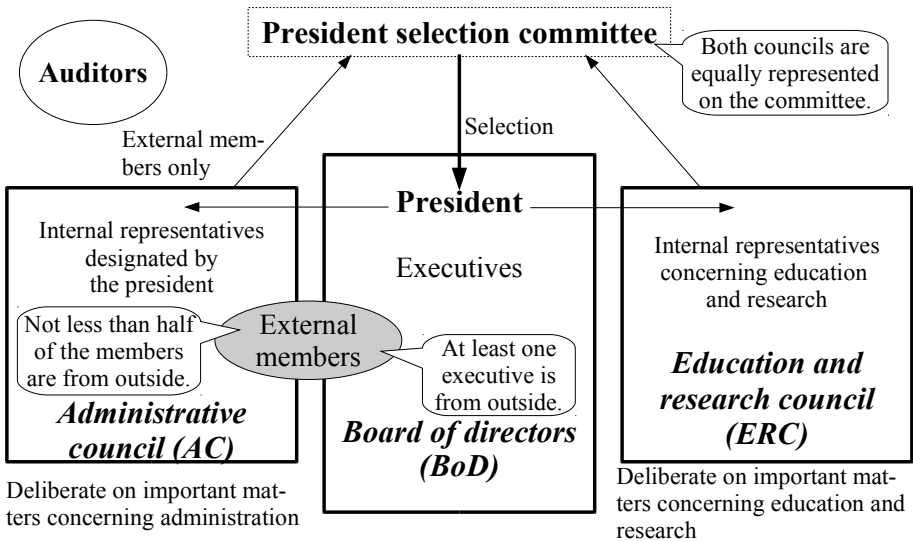 President selection committee
Both councils are
equally represented
on the committee.
Auditors
External mem-
bers only
Selection
President
Internal representatives
designated by
the president
Executives
Internal representatives
concerning education
and research
Not less than half
of the members
are from outside.
External
members
At least one
executive is
from outside.
Administrative
council (AC)
Board of directors
(BoD)
Education and
research council
(ERC)
Deliberate on important mat-
ters concerning administration
Deliberate on important mat-
ters concerning education and
research